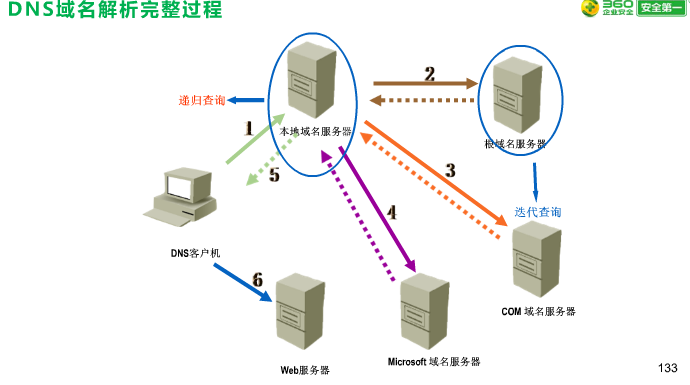 DNS域名解析完整过程
360
企业安全
安全第一
2
递归查询
1
本地域名服务器
根域名服务器
5
3
4
迭代查询
DNS客户机
6
COM 域名服务器
Microsoft 域名服务器
Web服务器
133